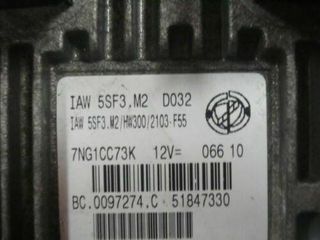 IAW 5SF3.M2 D032
IAW 5SF3.M2/HW300/2103-F55
7NG1CC73K 12V= 066 10
BC.0097274.C - 51847330